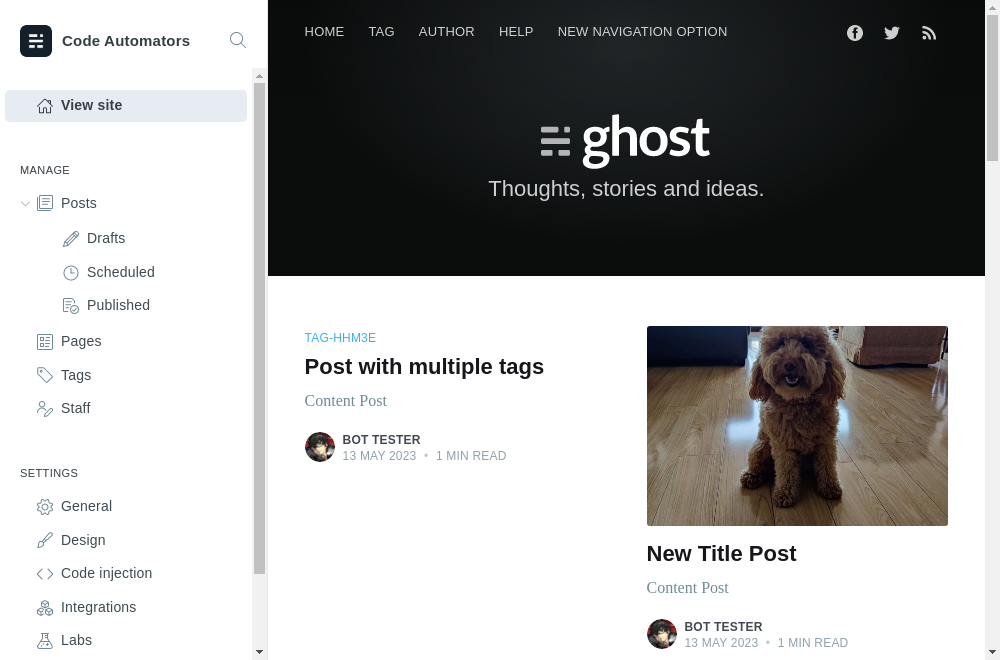 Code Automators
View site
MANAGE
Posts
Drafts
Scheduled
Published
Pages
Tags
Staff
SETTINGS
General
Design
Code injection
Integrations
Labs
HOME TAG AUTHOR HELP NEW NAVIGATION OPTION
ghost
Thoughts, stories and ideas.
TAG-HHM3E
Post with multiple tags
Content Post
BOT TESTER
13 MAY 2023 • 1 MIN READ
New Title Post
Content Post
BOT TESTER
13 MAY 2023 • 1 MIN READ